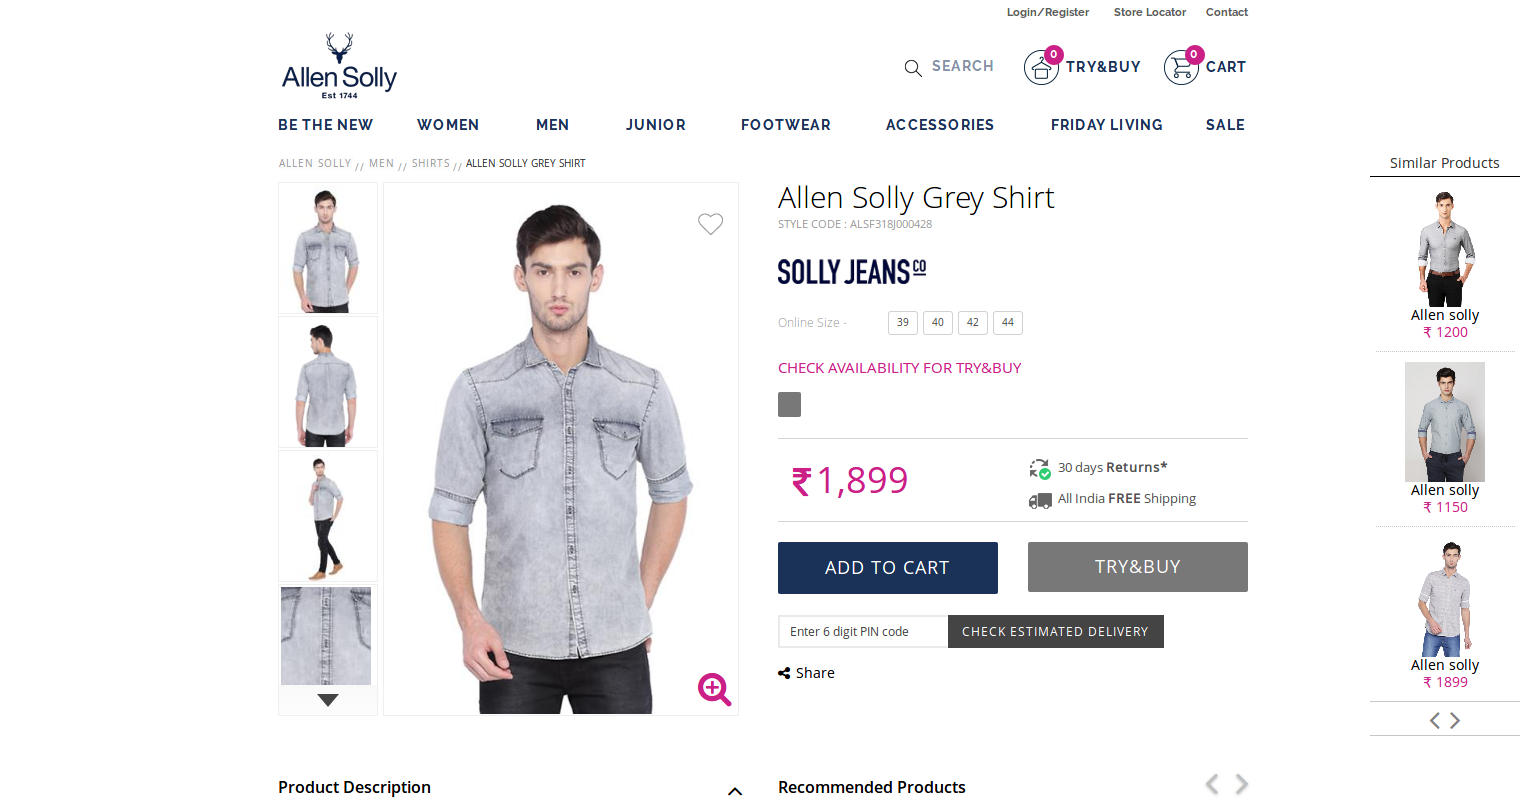 Login/Register Store Locator Contact
Allen Solly
Est 1744
SEARCH 0 TRY&BUY 0 CART
BE THE NEW WOMEN MEN JUNIOR FOOTWEAR ACCESSORIES FRIDAY LIVING SALE
ALLEN SOLLY // MEN // SHIRTS // ALLEN SOLLY GREY SHIRT
Allen Solly Grey Shirt
STYLE CODE : ALSF318J000428
SOLLY JEANS CO
Online Size - 39 40 42 44
CHECK AVAILABILITY FOR TRY&BUY
₹ 1,899
30 days Returns*
All India FREE Shipping
ADD TO CART TRY&BUY
Enter 6 digit PIN code CHECK ESTIMATED DELIVERY
Share
Product Description
Recommended Products
Similar Products
Allen solly
₹ 1200
Allen solly
₹ 1150
Allen solly
₹ 1899